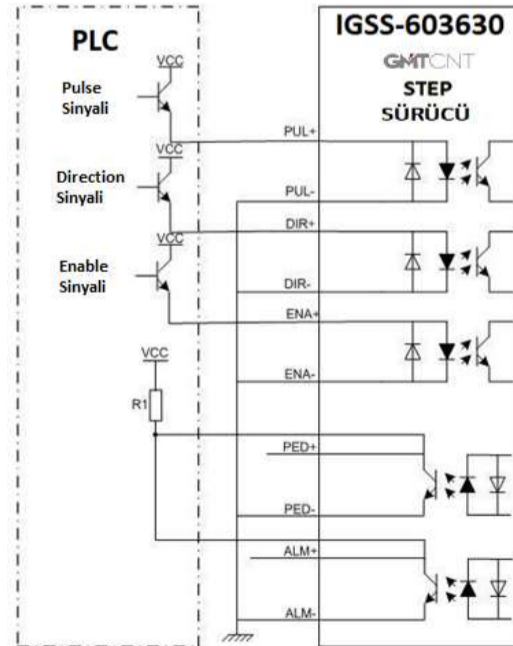 PLC
VCC
Pulse
Sinyali
VCC
Direction
Sinyali
VCC
Enable
Sinyali
VCC
R1
PUL+
PUL-
DIR+
DIR-
ENA+
ENA-
PED+
PED-
ALM+
ALM-
IGSS-603630
GMTCNT
STEP
SÜRÜCÜ